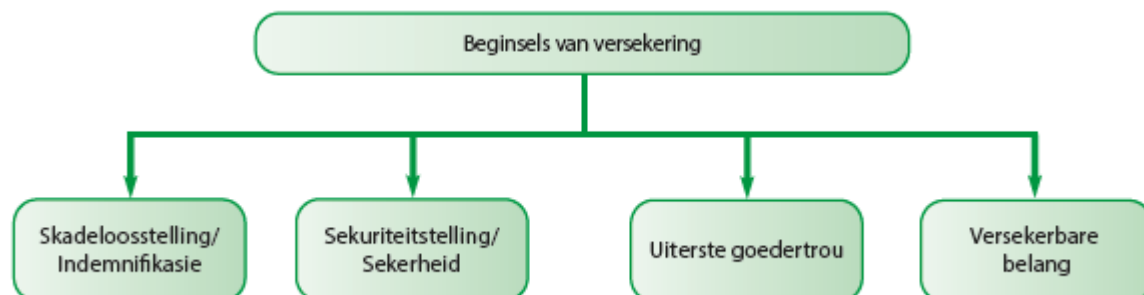 Beginsels van versekering
Skadeloosstelling/
Indemnifikasie
Sekuriteitstelling/
Sekerheid
Uiterste goedertrou
Versekerbare
belang